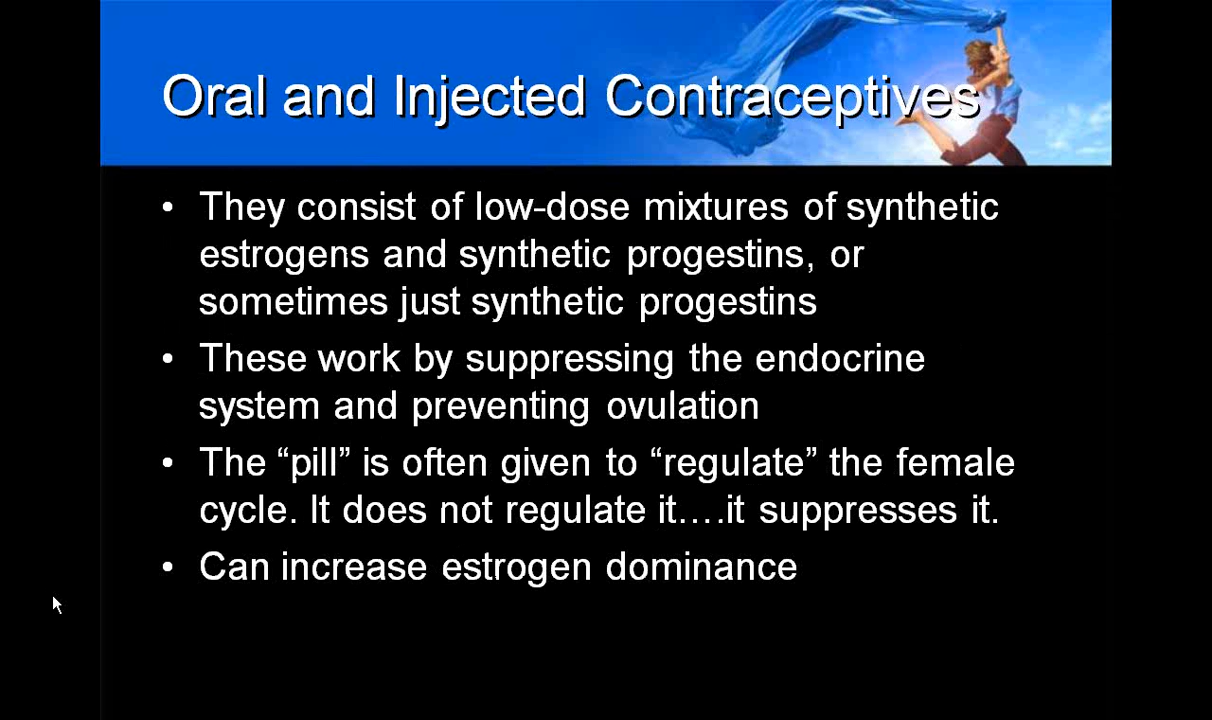 Oral and Injected Contraceptives
• They consist of low-dose mixtures of synthetic
estrogens and synthetic progestins, or
sometimes just synthetic progestins
• These work by suppressing the endocrine
system and preventing ovulation
• The “pill” is often given to “regulate” the female
cycle. It does not regulate it….it suppresses it.
• Can increase estrogen dominance